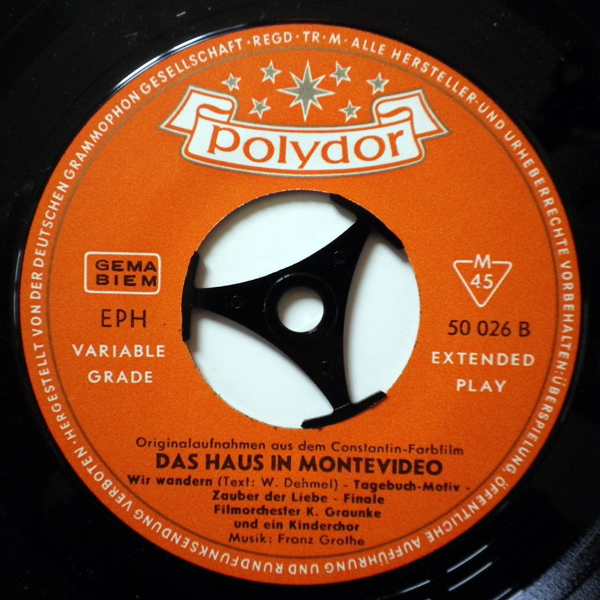 HERGESTELLT VON DER DEUTSCHEN GRAMMOPHON GESELLSCHAFT · REGD · TR · M · ALLE HERSTELLER- UND URHEBERRECHTE VORBEHALTEN · ÜBERSPIELUNG, ÖFFENTLICHE AUFFÜHRUNG UND RUNDFUNKSENDUNG VERBOTEN ·
polydor
GEMA
BIEM
EPH
VARIABLE
GRADE
M
45
50 026 B
EXTENDED
PLAY
Originalaufnahmen aus dem Constantin-Farbfilm
DAS HAUS IN MONTEVIDEO
Wir wandern (Text: W. Dehmel) - Tagebuch-Motiv -
Zauber der Liebe - Finale
Filmorchester K. Graunke
und ein Kinderchor
Musik: Franz Grothe